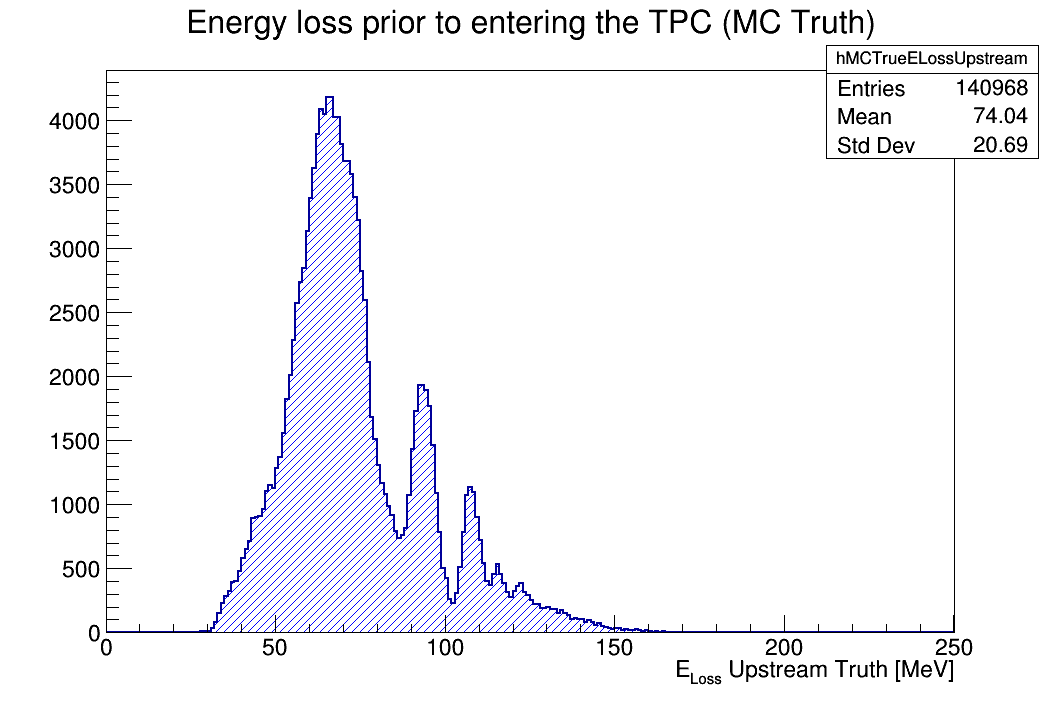 Energy loss prior to entering the TPC (MC Truth)
hMCTrueELossUpstream
Entries 140968
Mean 74.04
Std Dev 20.69
4000
3500
3000
2500
2000
1500
1000
500
0
0 50 100 150 200 250
E_Loss Upstream Truth [MeV]